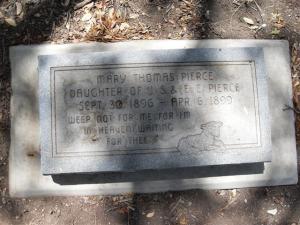 MARY THOMAS PIERCE
DAUGHTER OF J. S. & E. E. PIERCE
SEPT. 30 1896 - APR. 6, 1899
WEEP NOT FOR ME FOR I'M
IN HEAVEN WAITING
FOR THEE